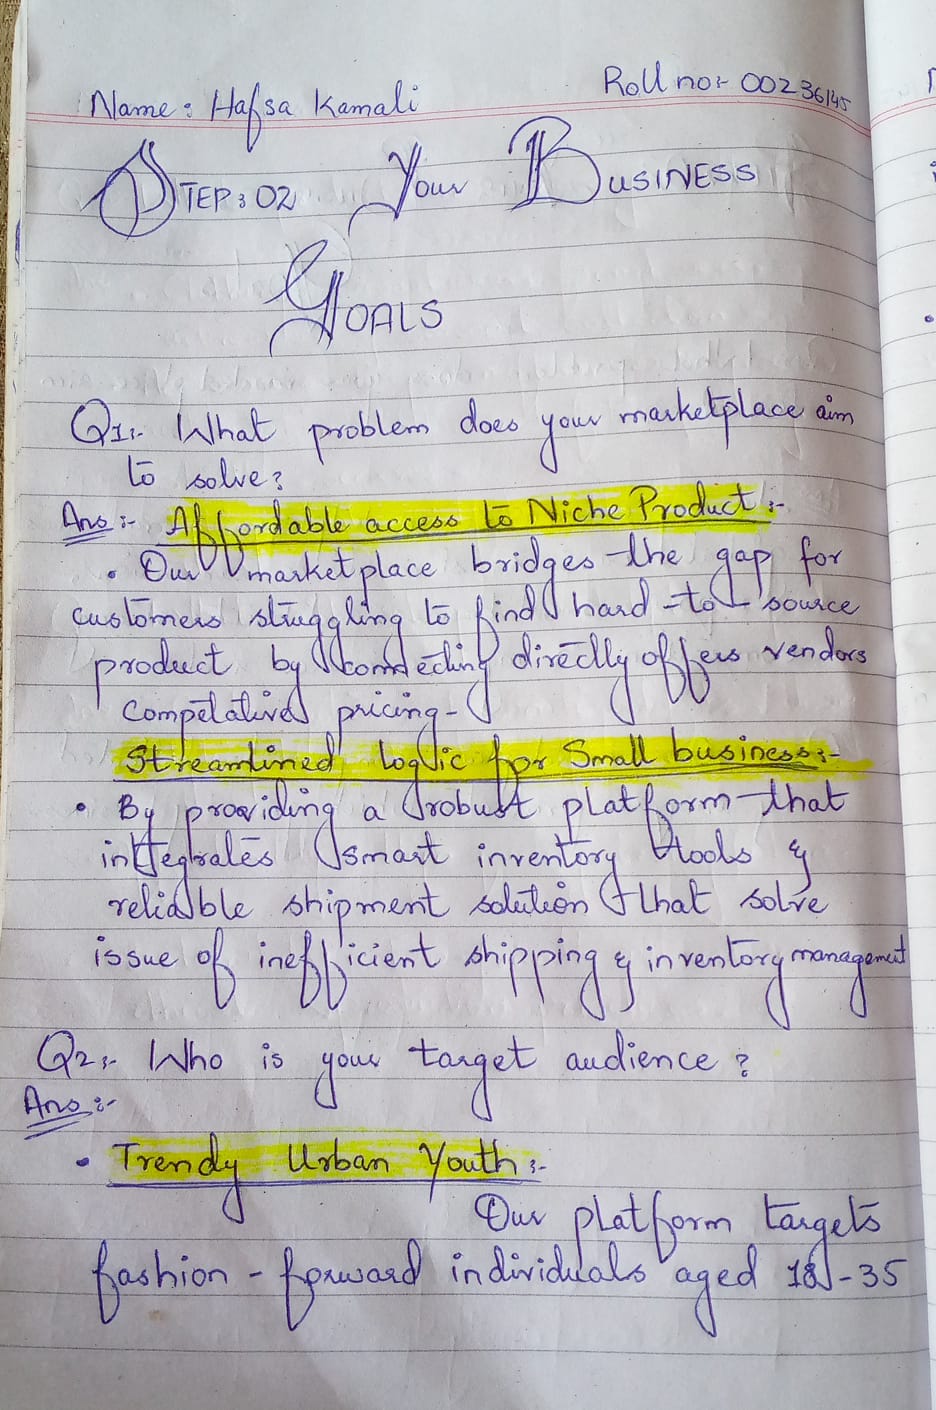 Name: Hafsa Kamali Roll no:- 00236145
STEP: 02 Your BUSINESS
GOALS
Q1:- What problem does your marketplace aim
to solve?
Ans:- Affordable access to Niche Product:-
• Our marketplace bridges the gap for
customers struggling to find hard-to-source
product by connecting directly offers vendors
Compelatived pricing-
Streamlined logic for Small business:-
• By providing a robust platform that
integrates smart inventory tools &
reliable shipment solution that solve
issue of inefficient shipping & inventory management
Q2:- Who is your target audience?
Ans:-
• Trendy Urban Youth:-
Our platform targets
fashion-forward individuals aged 18-35